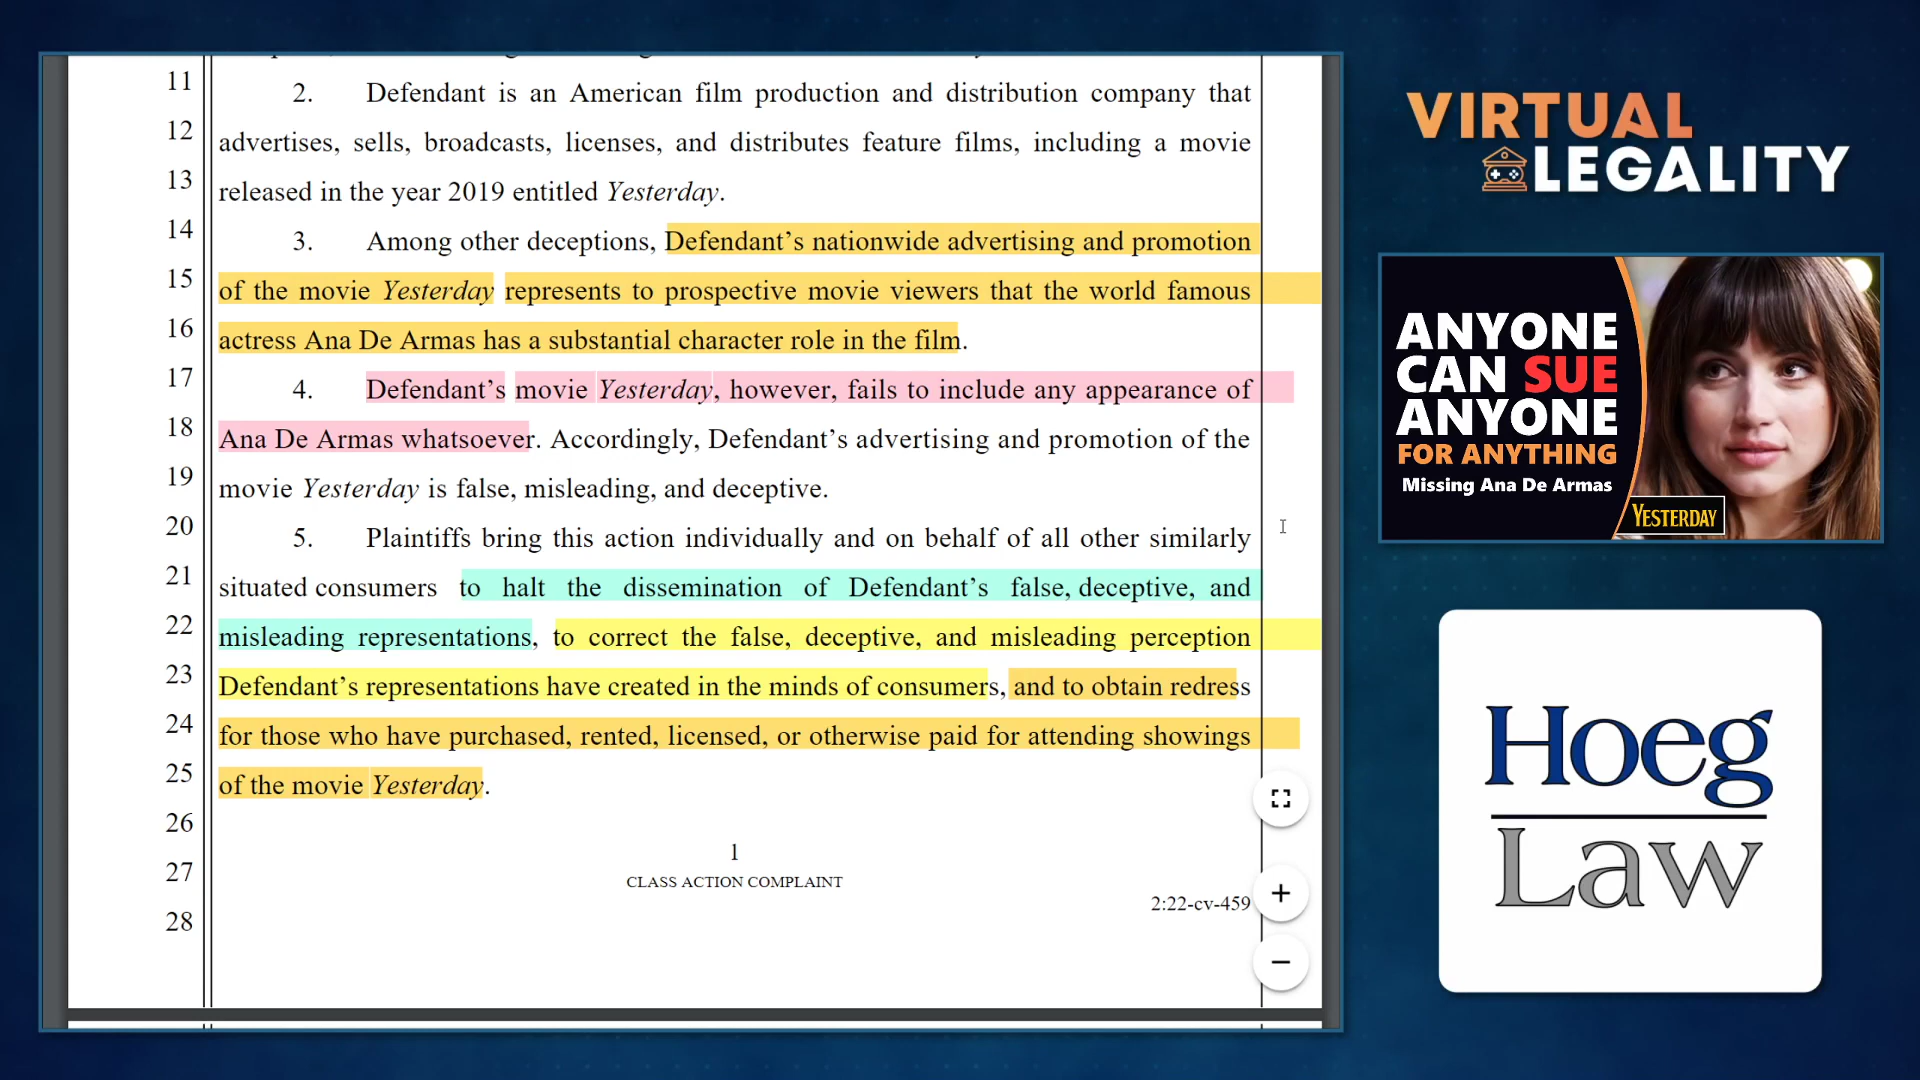 11
2. Defendant is an American film production and distribution company that
12
advertises, sells, broadcasts, licenses, and distributes feature films, including a movie
13
released in the year 2019 entitled Yesterday.
14
3. Among other deceptions, Defendant’s nationwide advertising and promotion
15
of the movie Yesterday represents to prospective movie viewers that the world famous
16
actress Ana De Armas has a substantial character role in the film.
17
4. Defendant’s movie Yesterday, however, fails to include any appearance of
18
Ana De Armas whatsoever. Accordingly, Defendant’s advertising and promotion of the
19
movie Yesterday is false, misleading, and deceptive.
20
5. Plaintiffs bring this action individually and on behalf of all other similarly
21
situated consumers to halt the dissemination of Defendant’s false, deceptive, and
22
misleading representations, to correct the false, deceptive, and misleading perception
23
Defendant’s representations have created in the minds of consumers, and to obtain redress
24
for those who have purchased, rented, licensed, or otherwise paid for attending showings
25
of the movie Yesterday.
26
1
27
CLASS ACTION COMPLAINT
2:22-cv-459
28
VIRTUAL
LEGALITY
ANYONE
CAN SUE
ANYONE
FOR ANYTHING
Missing Ana De Armas
YESTERDAY
Hoeg
Law